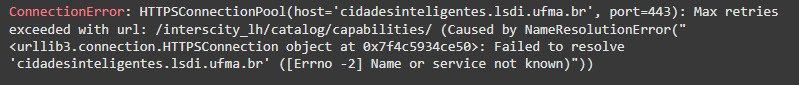 ConnectionError: HTTPSConnectionPool(host='cidadesinteligentes.lsdi.ufma.br', port=443): Max retries
exceeded with url: /interscity_lh/catalog/capabilities/ (Caused by NameResolutionError("
<urllib3.connection.HTTPSConnection object at 0x7f4c5934ce50>: Failed to resolve
'cidadesinteligentes.lsdi.ufma.br' ([Errno -2] Name or service not known)"))